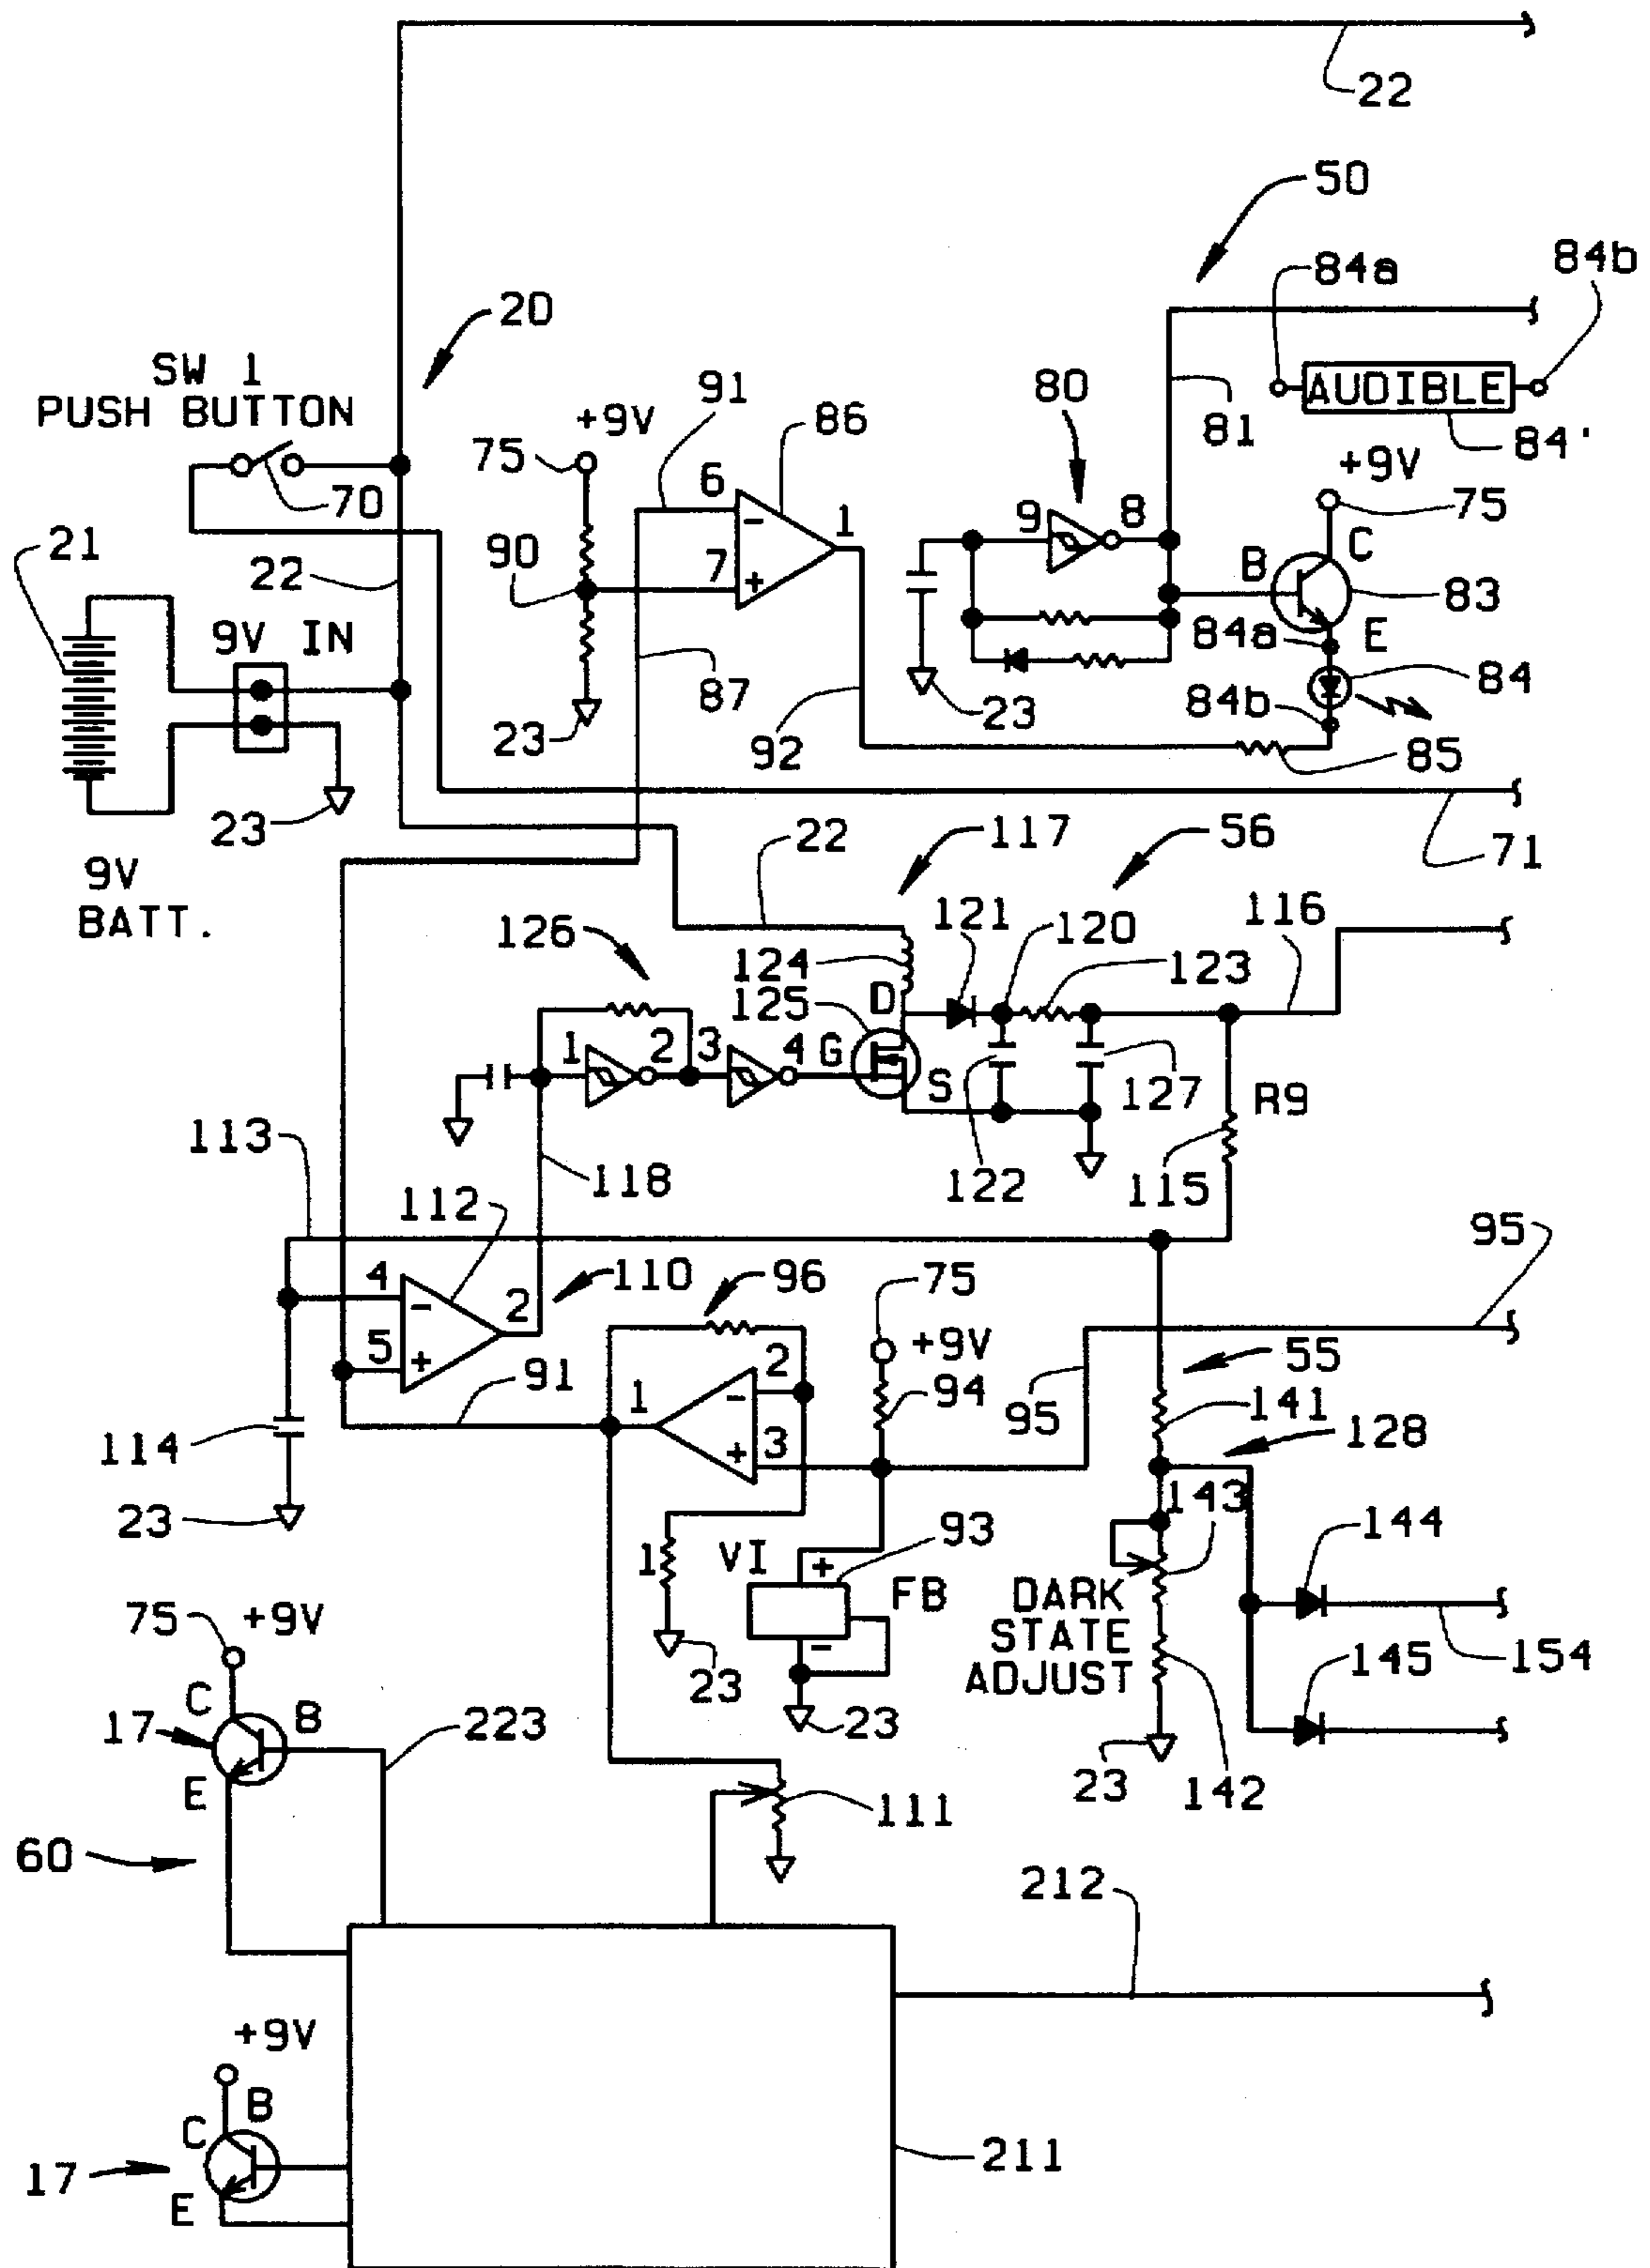 22
50
84a
84b
20
SW 1
PUSH BUTTON
70
AUDIBLE
84'
81
80
91
86
+9V
75
6
7
1
90
9
8
+9V
75
B
C
83
E
84a
84
84b
85
21
22
9V IN
87
92
23
23
23
71
9V
BATT.
22
117
56
126
121
120
116
124
123
125
D
1
2
3
4
G
S
127
R9
113
118
122
115
112
95
4
2
110
96
75
5
+9V
91
1
2
94
55
3
95
141
128
114
143
23
1
VI
+
93
FB
144
DARK
STATE
ADJUST
-
145
154
75
+9V
23
23
C
B
223
17
E
23
142
111
60
212
+9V
B
C
17
E
211